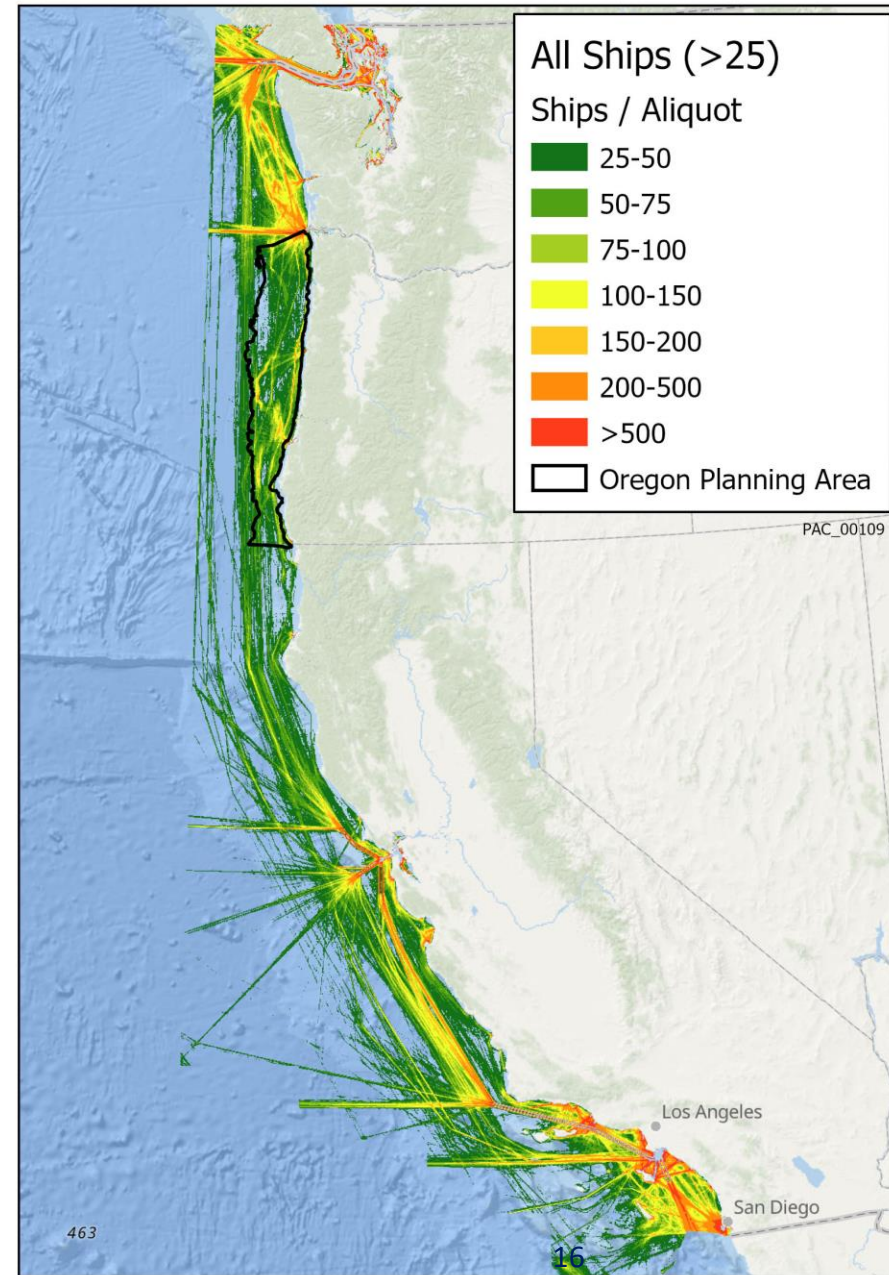 All Ships (>25)
Ships / Aliquot
25-50
50-75
75-100
100-150
150-200
200-500
>500
Oregon Planning Area
PAC_00109
Los Angeles
San Diego
463
16